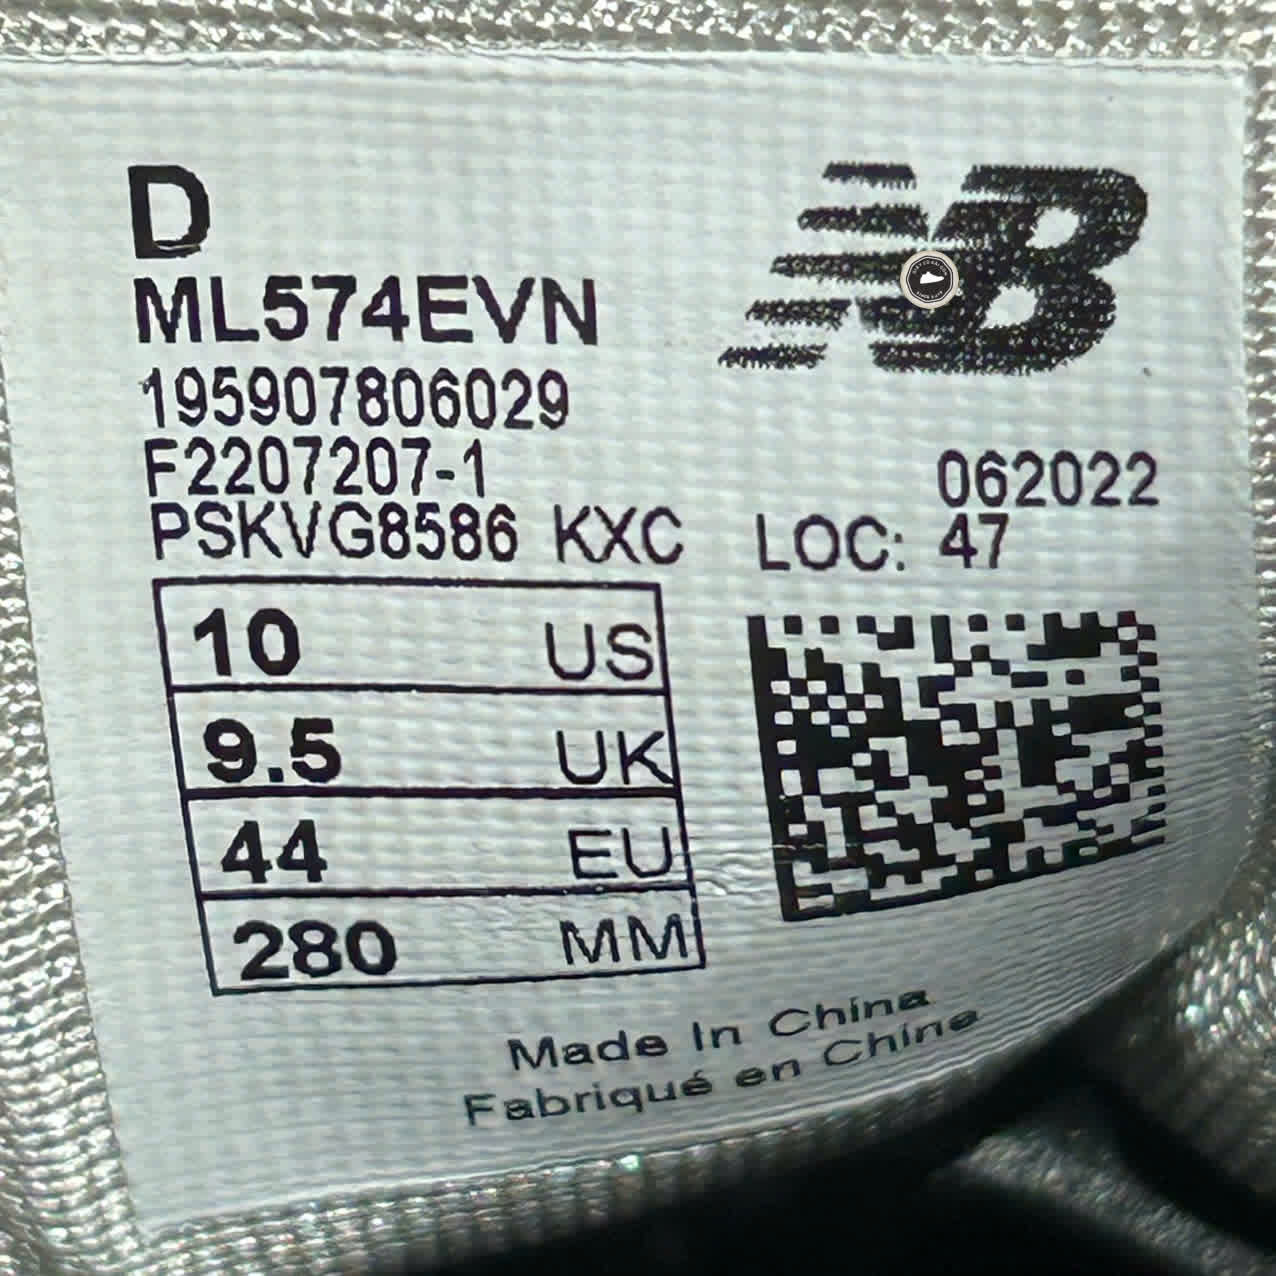 D
NB
ML574EVN
195907806029
F2207207-1
062022
PSKVG8586 KXC LOC: 47
10 US
9.5 UK
44 EU
280 MM
Made In China
Fabriqué en Chine